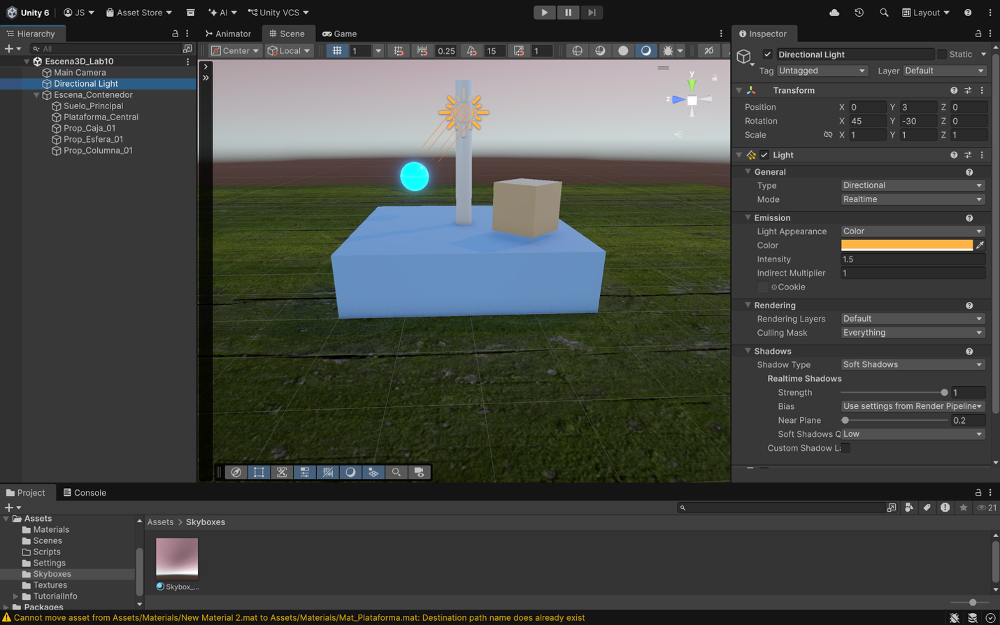 Unity 6 JS Asset Store AI Unity VCS Layout
Hierarchy
All
Escena3D_Lab10
Main Camera
Directional Light
Escena_Contenedor
Suelo_Principal
Plataforma_Central
Prop_Caja_01
Prop_Esfera_01
Prop_Columna_01
Animator Scene Game
Center Local 1 0.25 15 1 2D
y
z
Inspector
Directional Light Static
Tag Untagged Layer Default
Transform
Position X 0 Y 3 Z 0
Rotation X 45 Y -30 Z 0
Scale X 1 Y 1 Z 1
Light
General
Type Directional
Mode Realtime
Emission
Light Appearance Color
Color
Intensity 1.5
Indirect Multiplier 1
Cookie
Rendering
Rendering Layers Default
Culling Mask Everything
Shadows
Shadow Type Soft Shadows
Realtime Shadows
Strength 1
Bias Use settings from Render Pipeline
Near Plane 0.2
Soft Shadows Q Low
Custom Shadow La
Project Console
21
Assets
Materials
Scenes
Scripts
Settings
Skyboxes
Textures
TutorialInfo
Packages
Assets > Skyboxes
Skybox_...
Cannot move asset from Assets/Materials/New Material 2.mat to Assets/Materials/Mat_Plataforma.mat: Destination path name does already exist